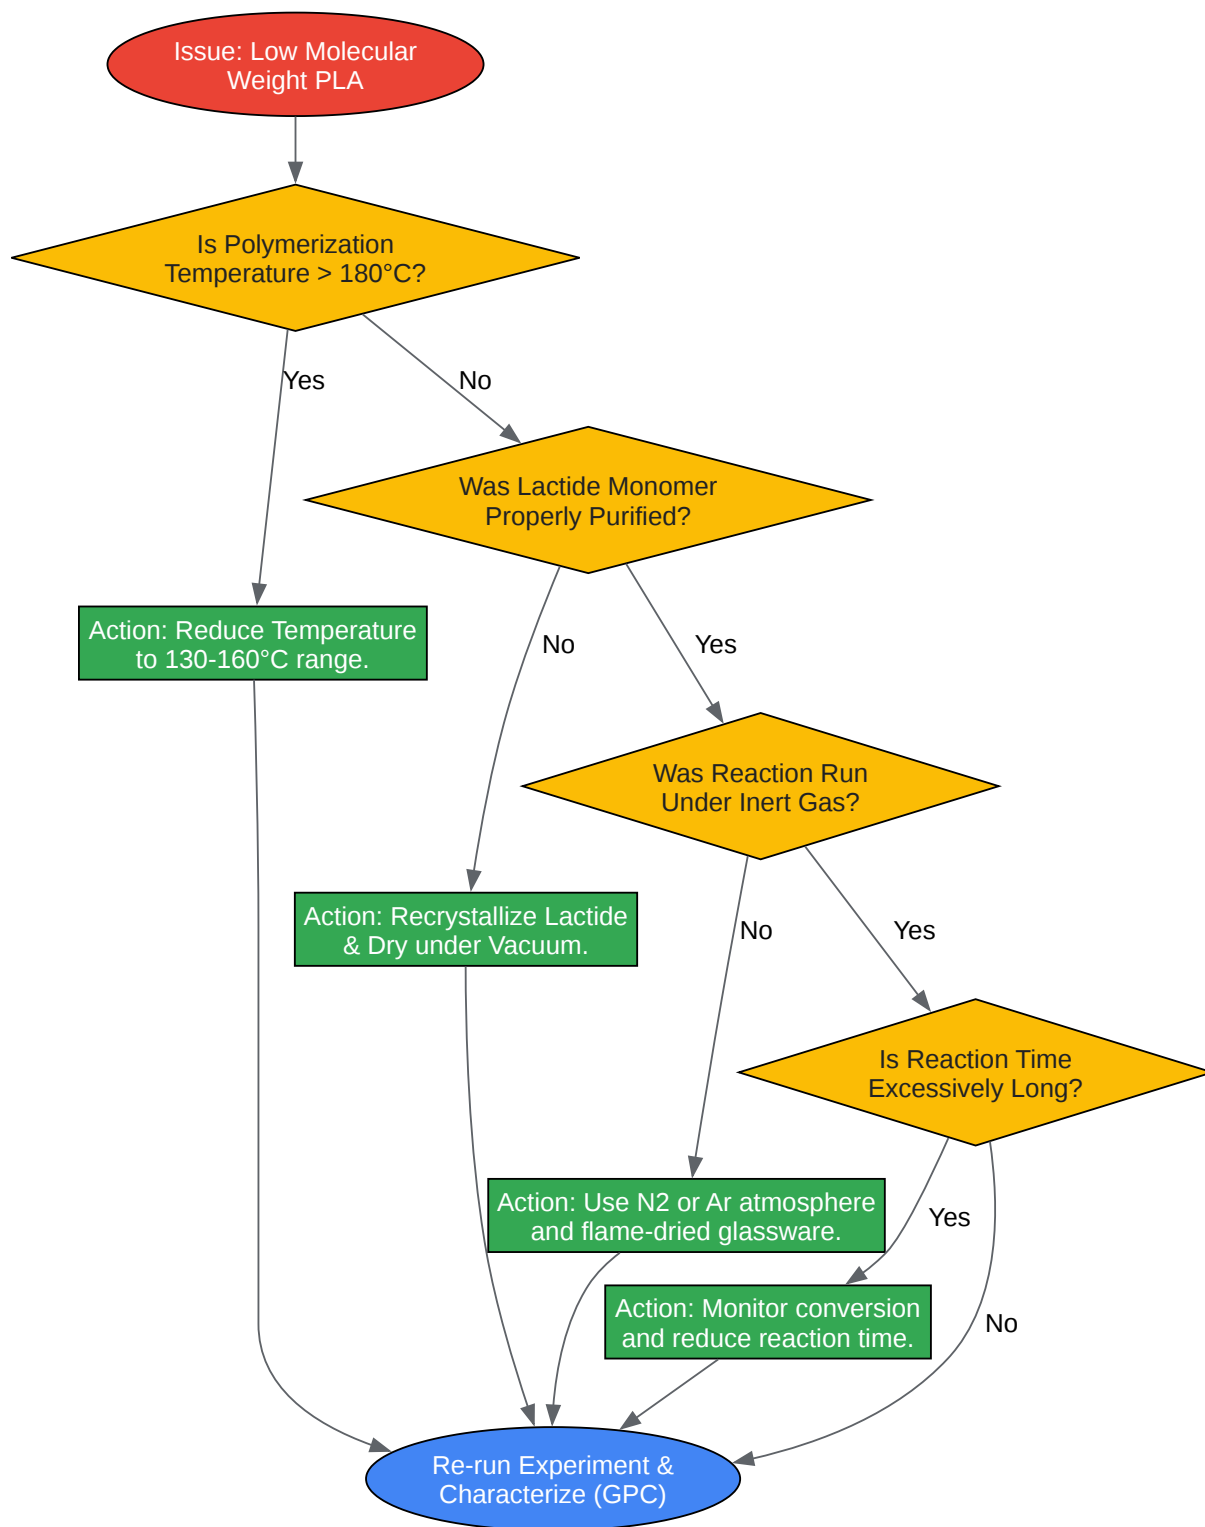 Issue: Low Molecular
Weight PLA
Is Polymerization
Temperature > 180°C?
Yes
No
Was Lactide Monomer
Properly Purified?
Action: Reduce Temperature
to 130-160°C range.
No
Yes
Was Reaction Run
Under Inert Gas?
Action: Recrystallize Lactide
& Dry under Vacuum.
No
Yes
Is Reaction Time
Excessively Long?
Action: Use N2 or Ar atmosphere
and flame-dried glassware.
Yes
Action: Monitor conversion
and reduce reaction time.
No
Re-run Experiment &
Characterize (GPC)